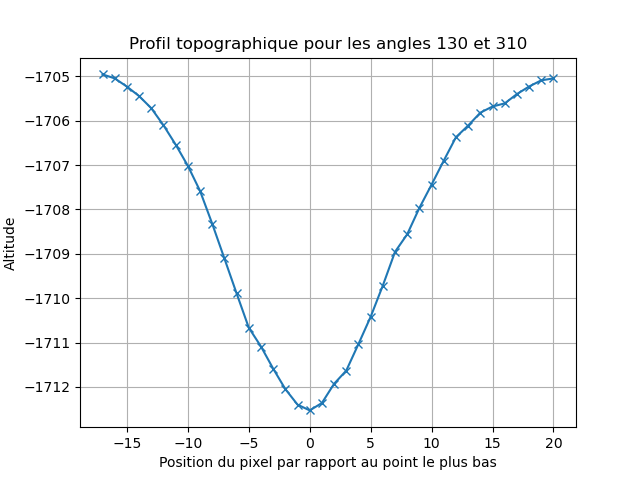 Profil topographique pour les angles 130 et 310
Altitude
−1705
−1706
−1707
−1708
−1709
−1710
−1711
−1712
−15 −10 −5 0 5 10 15 20
Position du pixel par rapport au point le plus bas